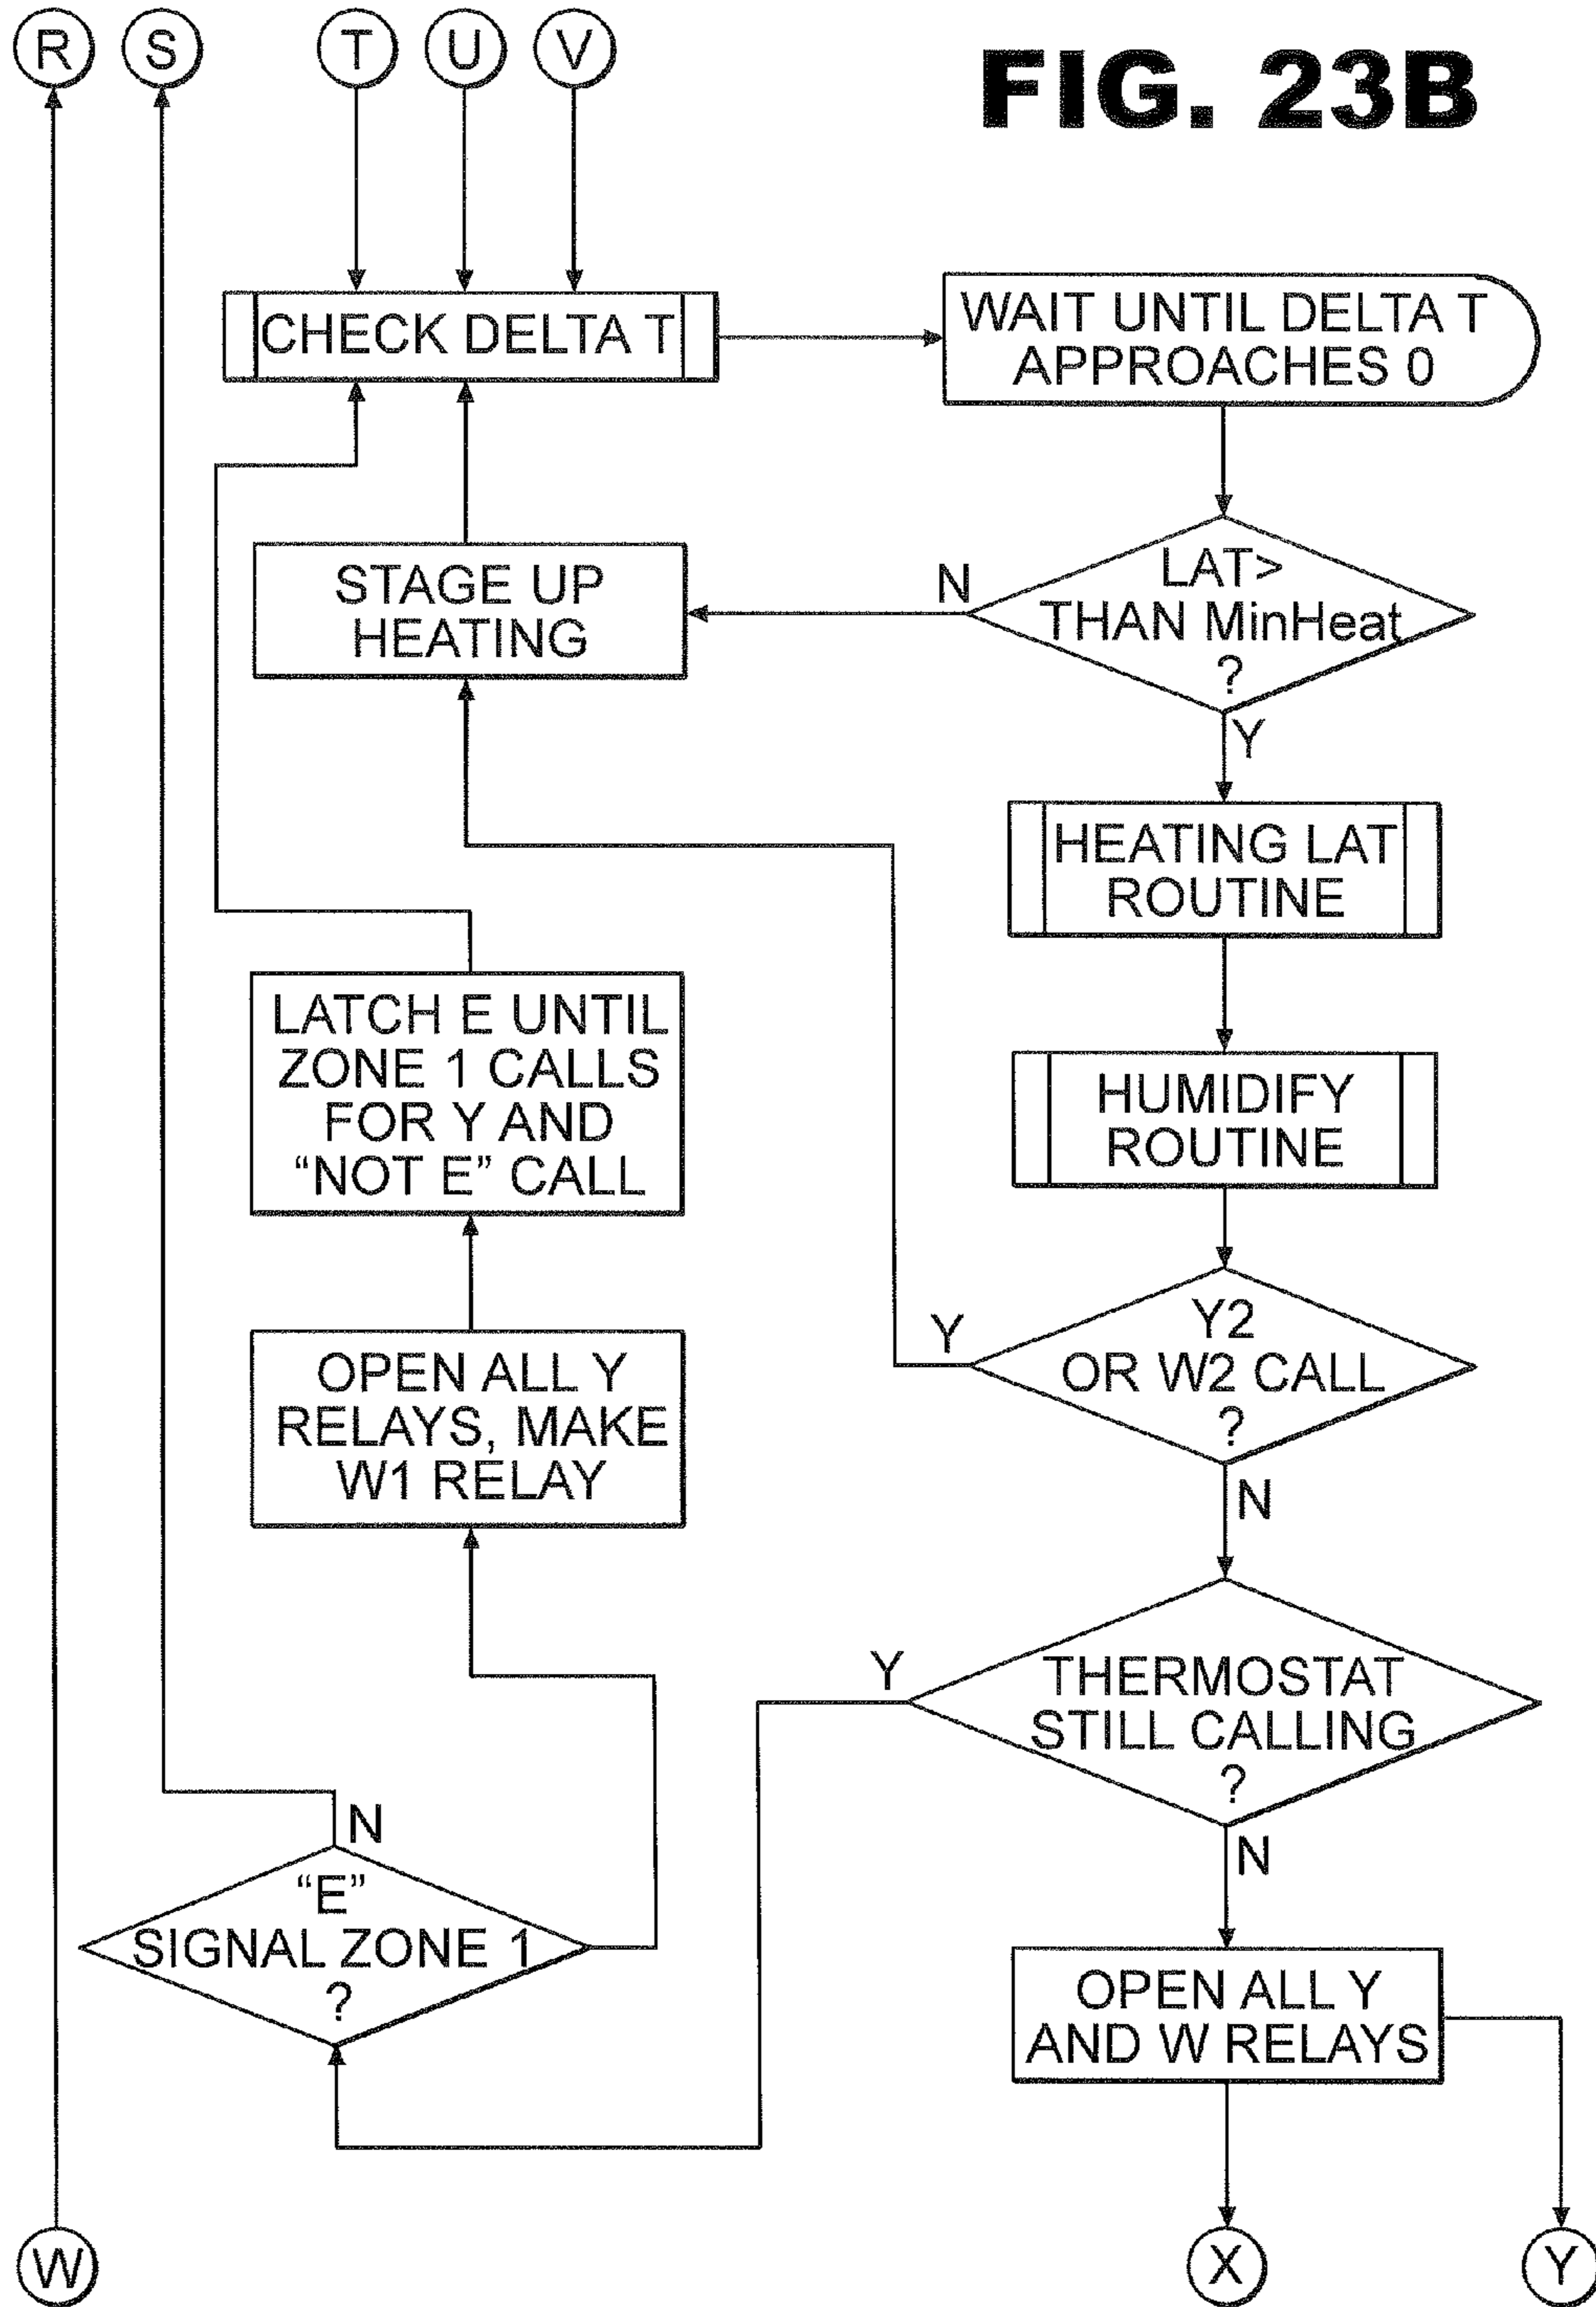 R S T U V
FIG. 23B
CHECK DELTA T
WAIT UNTIL DELTA T
APPROACHES 0
LAT>
THAN MinHeat
?
N
Y
STAGE UP
HEATING
HEATING LAT
ROUTINE
LATCH E UNTIL
ZONE 1 CALLS
FOR Y AND
“NOT E” CALL
HUMIDIFY
ROUTINE
Y2
OR W2 CALL
?
Y
N
OPEN ALL Y
RELAYS, MAKE
W1 RELAY
THERMOSTAT
STILL CALLING
?
Y
N
N
“E”
SIGNAL ZONE 1
?
OPEN ALL Y
AND W RELAYS
W X Y